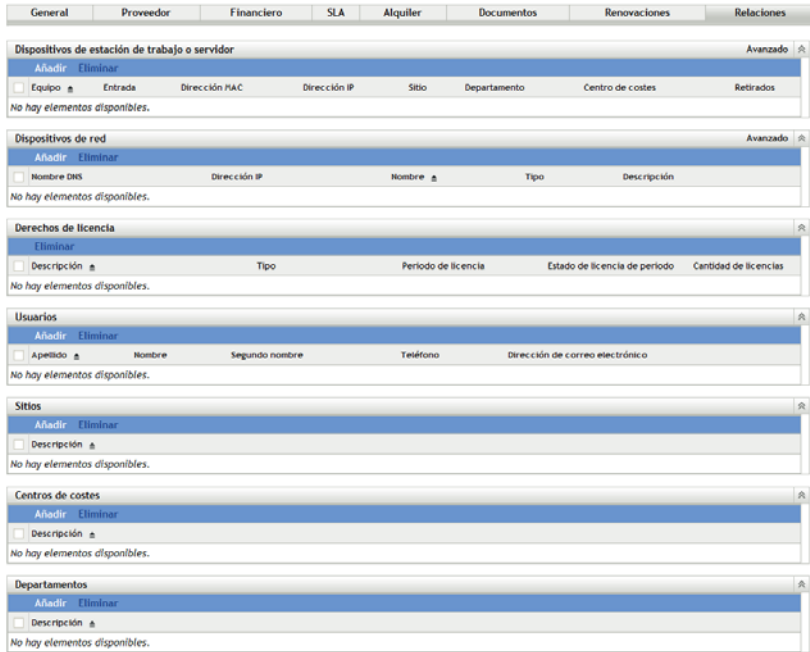 General Proveedor Financiero SLA Alquiler Documentos Renovaciones Relaciones
Dispositivos de estación de trabajo o servidor Avanzado
Añadir Eliminar
Equipo Entrada Dirección MAC Dirección IP Sitio Departamento Centro de costes Retirados
No hay elementos disponibles.
Dispositivos de red Avanzado
Añadir Eliminar
Nombre DNS Dirección IP Nombre Tipo Descripción
No hay elementos disponibles.
Derechos de licencia
Eliminar
Descripción Tipo Periodo de licencia Estado de licencia de periodo Cantidad de licencias
No hay elementos disponibles.
Usuarios
Añadir Eliminar
Apellido Nombre Segundo nombre Teléfono Dirección de correo electrónico
No hay elementos disponibles.
Sitios
Añadir Eliminar
Descripción
No hay elementos disponibles.
Centros de costes
Añadir Eliminar
Descripción
No hay elementos disponibles.
Departamentos
Añadir Eliminar
Descripción
No hay elementos disponibles.